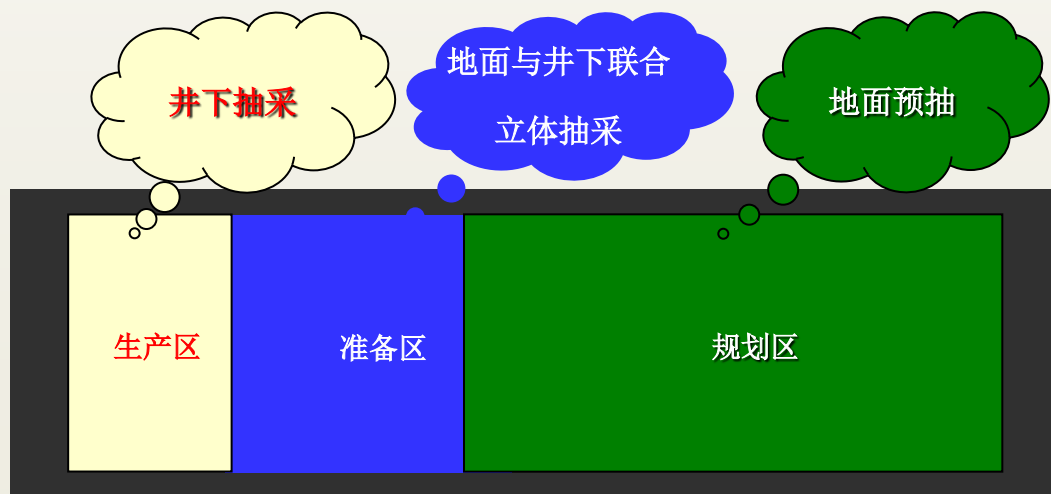 井下抽采
地面与井下联合
立体抽采
地面预抽
生产区
准备区
规划区